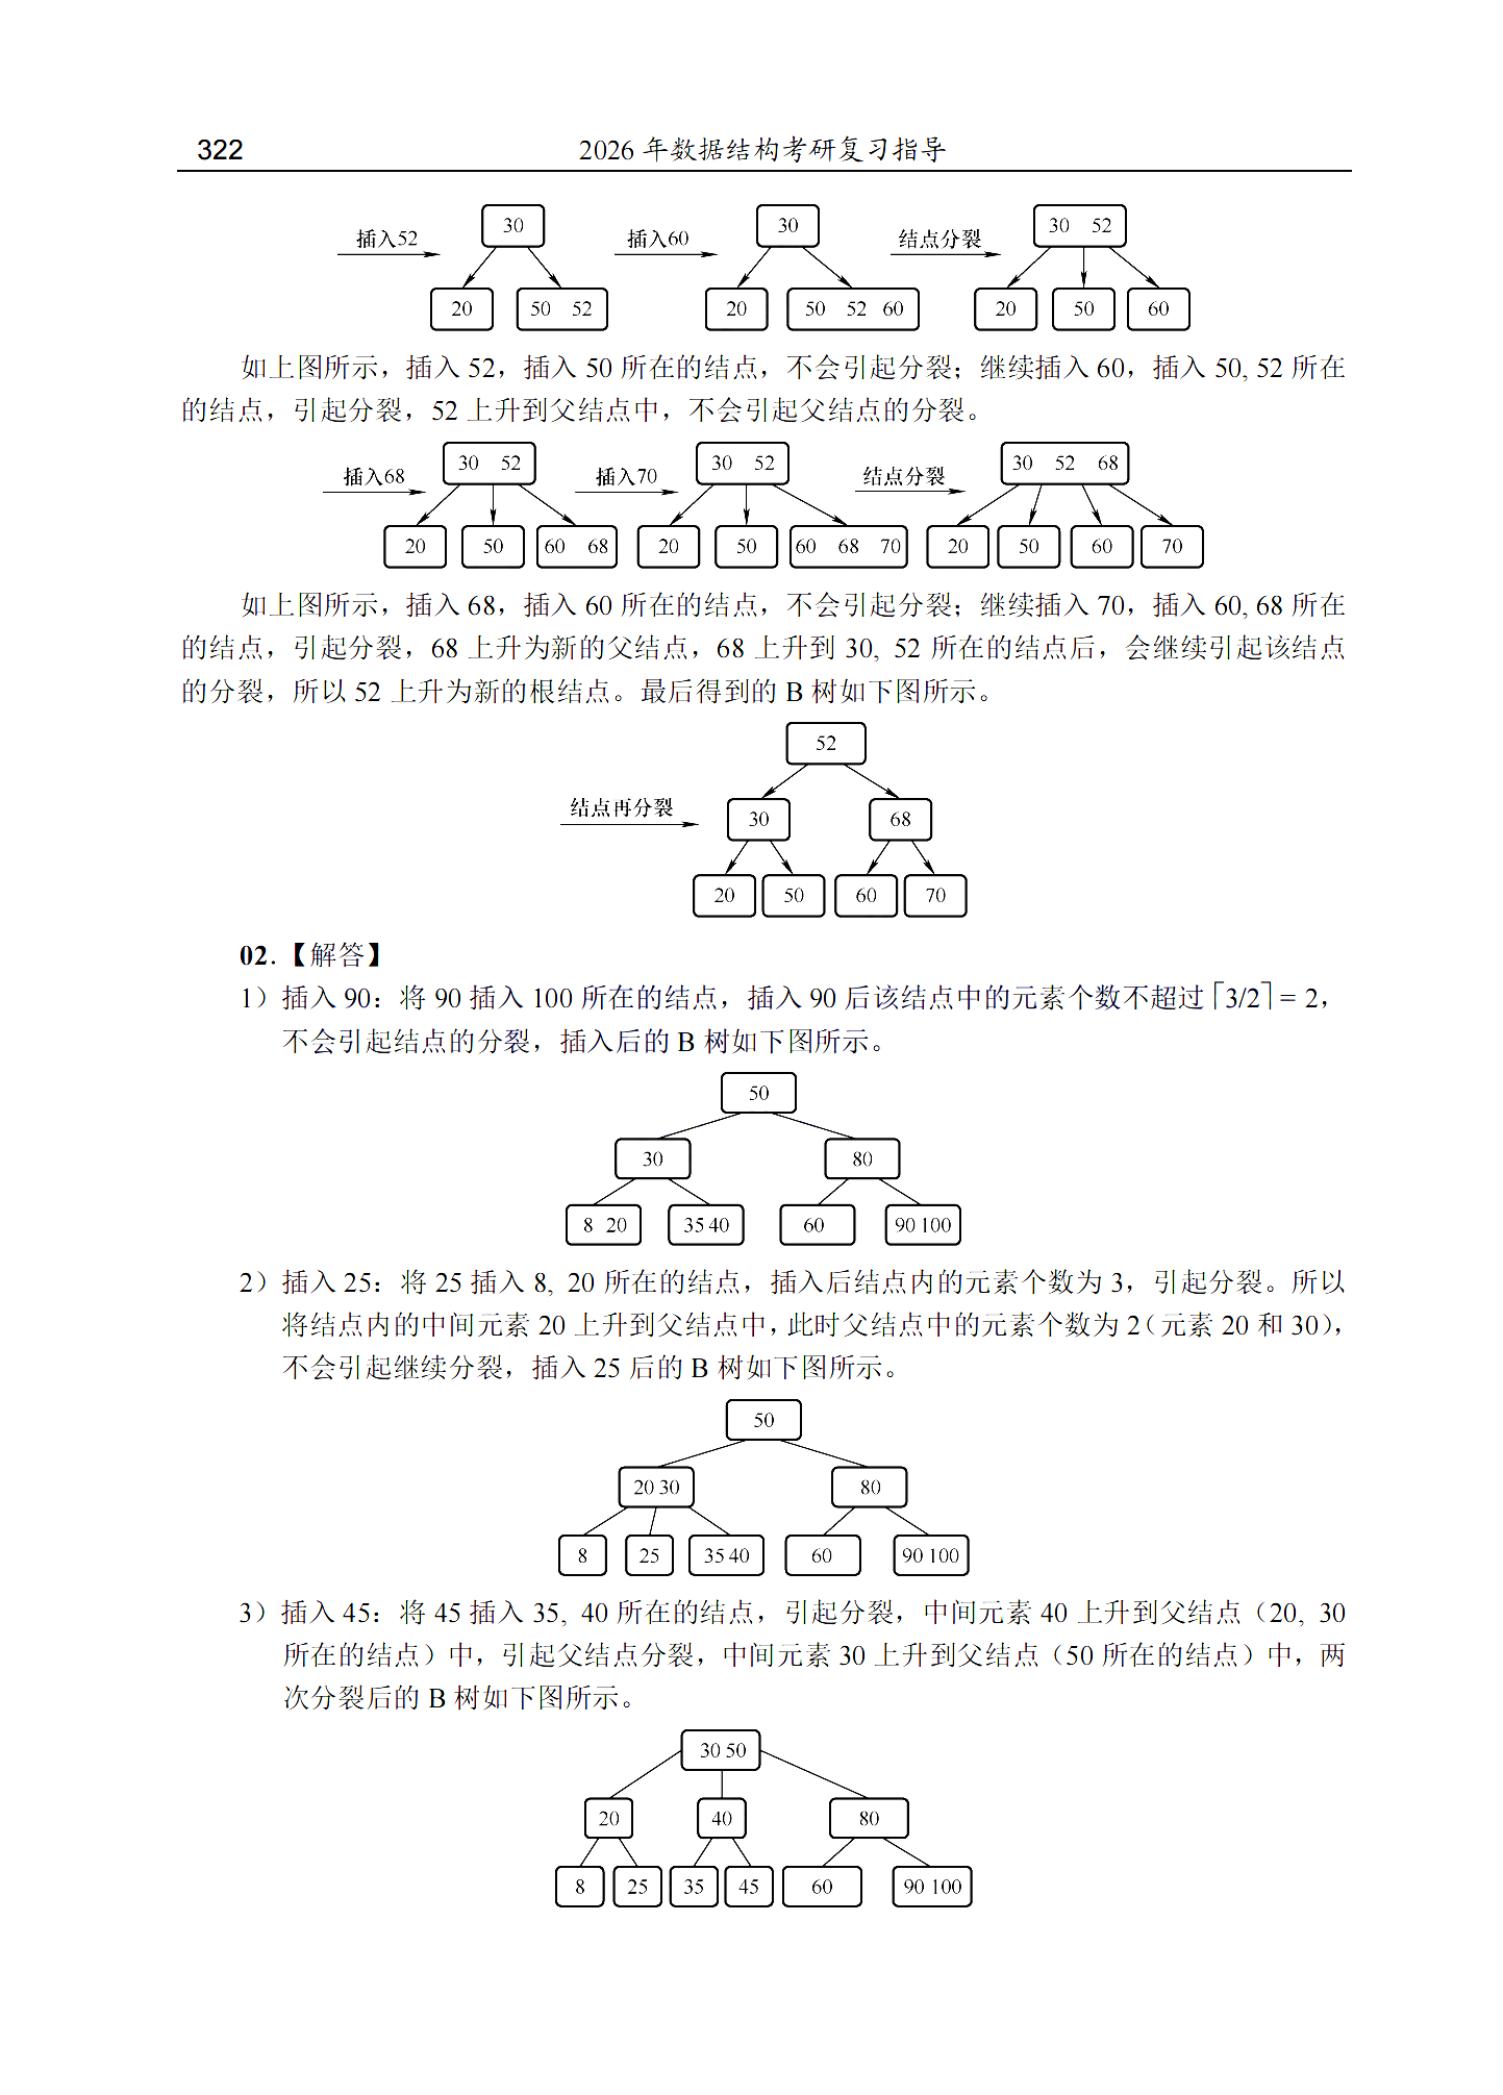 322
2026 年数据结构考研复习指导
插入52
30
20
50 52
插入60
30
20
50 52 60
结点分裂
30 52
20
50
60
如上图所示，插入 52，插入 50 所在的结点，不会引起分裂；继续插入 60，插入 50, 52 所在
的结点，引起分裂，52 上升到父结点中，不会引起父结点的分裂。
插入68
30 52
20
50
60 68
插入70
30 52
20
50
60 68 70
结点分裂
30 52 68
20
50
60
70
如上图所示，插入 68，插入 60 所在的结点，不会引起分裂；继续插入 70，插入 60, 68 所在
的结点，引起分裂，68 上升为新的父结点，68 上升到 30, 52 所在的结点后，会继续引起该结点
的分裂，所以 52 上升为新的根结点。最后得到的 B 树如下图所示。
结点再分裂
52
30
68
20
50
60
70
02.【解答】
1）插入 90：将 90 插入 100 所在的结点，插入 90 后该结点中的元素个数不超过⌈3/2⌉ = 2，
不会引起结点的分裂，插入后的 B 树如下图所示。
50
30
80
8 20
35 40
60
90 100
2）插入 25：将 25 插入 8, 20 所在的结点，插入后结点内的元素个数为 3，引起分裂。所以
将结点内的中间元素 20 上升到父结点中，此时父结点中的元素个数为 2（元素 20 和 30），
不会引起继续分裂，插入 25 后的 B 树如下图所示。
50
20 30
80
8
25
35 40
60
90 100
3）插入 45：将 45 插入 35, 40 所在的结点，引起分裂，中间元素 40 上升到父结点（20, 30
所在的结点）中，引起父结点分裂，中间元素 30 上升到父结点（50 所在的结点）中，两
次分裂后的 B 树如下图所示。
30 50
20
40
80
8
25
35
45
60
90 100